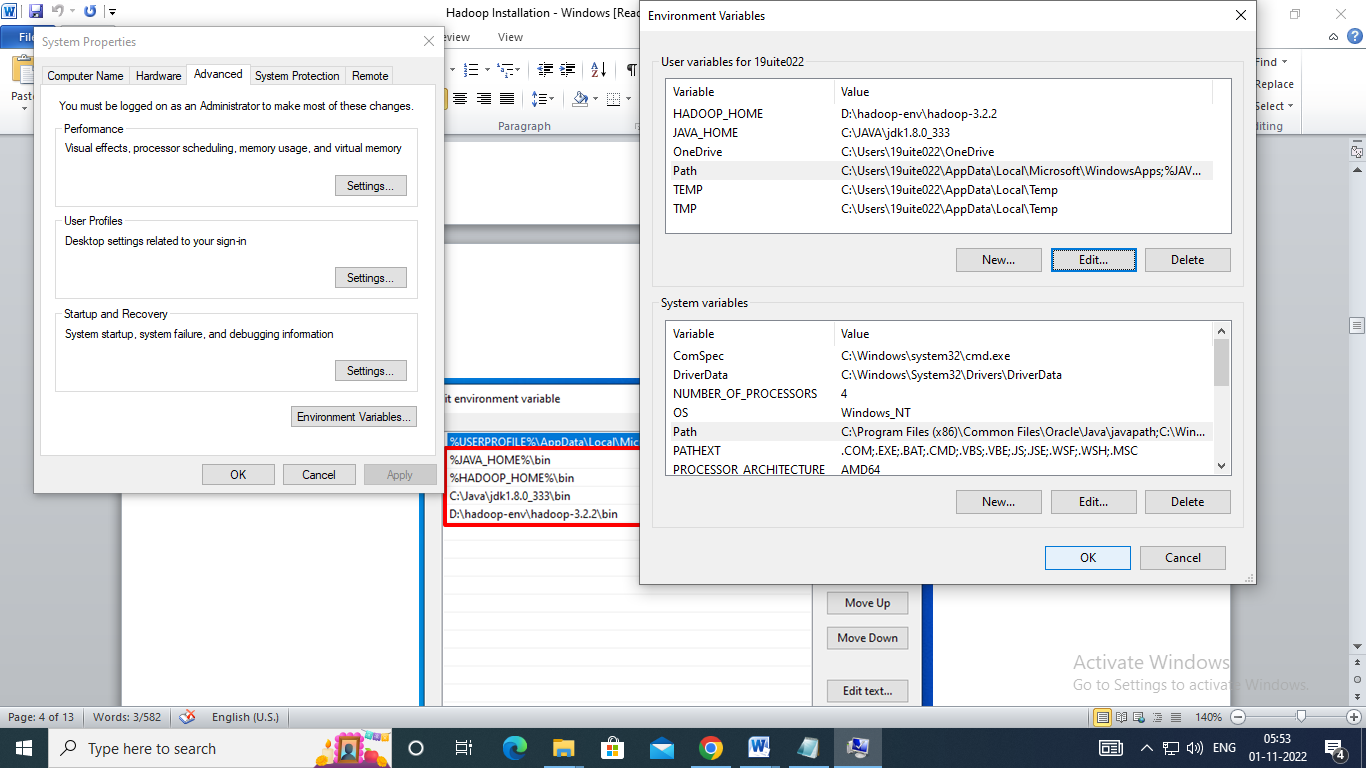 Hadoop Installation - Windows [Rea
File
eview
View
Paste
Paragraph
Find
Replace
Select
diting
System Properties
Computer Name
Hardware
Advanced
System Protection
Remote
You must be logged on as an Administrator to make most of these changes.
Performance
Visual effects, processor scheduling, memory usage, and virtual memory
Settings...
User Profiles
Desktop settings related to your sign-in
Settings...
Startup and Recovery
System startup, system failure, and debugging information
Settings...
Environment Variables...
OK
Cancel
Apply
Environment Variables
User variables for 19uite022
Variable Value
HADOOP_HOME D:\hadoop-env\hadoop-3.2.2
JAVA_HOME C:\JAVA\jdk1.8.0_333
OneDrive C:\Users\19uite022\OneDrive
Path C:\Users\19uite022\AppData\Local\Microsoft\WindowsApps;%JAV...
TEMP C:\Users\19uite022\AppData\Local\Temp
TMP C:\Users\19uite022\AppData\Local\Temp
New...
Edit...
Delete
System variables
Variable Value
ComSpec C:\Windows\system32\cmd.exe
DriverData C:\Windows\System32\Drivers\DriverData
NUMBER_OF_PROCESSORS 4
OS Windows_NT
Path C:\Program Files (x86)\Common Files\Oracle\Java\javapath;C:\Win...
PATHEXT .COM;.EXE;.BAT;.CMD;.VBS;.VBE;.JS;.JSE;.WSF;.WSH;.MSC
PROCESSOR_ARCHITECTURE AMD64
New...
Edit...
Delete
OK
Cancel
it environment variable
%USERPROFILE%\AppData\Local\Mic
%JAVA_HOME%\bin
%HADOOP_HOME%\bin
C:\Java\jdk1.8.0_333\bin
D:\hadoop-env\hadoop-3.2.2\bin
Move Up
Move Down
Edit text...
Activate Windows
Go to Settings to activate Windows.
Page: 4 of 13
Words: 3/582
English (U.S.)
140%
Type here to search
ENG
05:53
01-11-2022
4